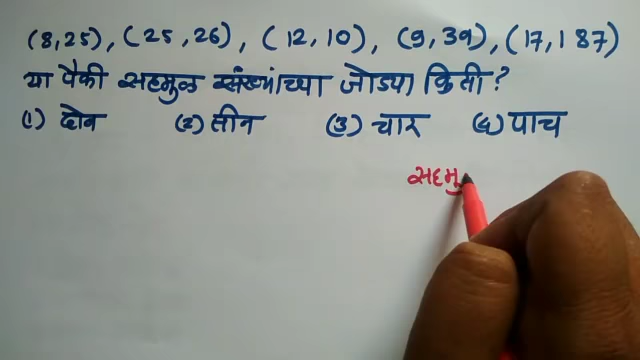 (8,25), (25,26), (12,10), (9,39), (17,187)
या पैकी सहमुळ संख्यांच्या जोड्या किती?
(1) दोन (2) तीन (3) चार (4) पाच
सहमु